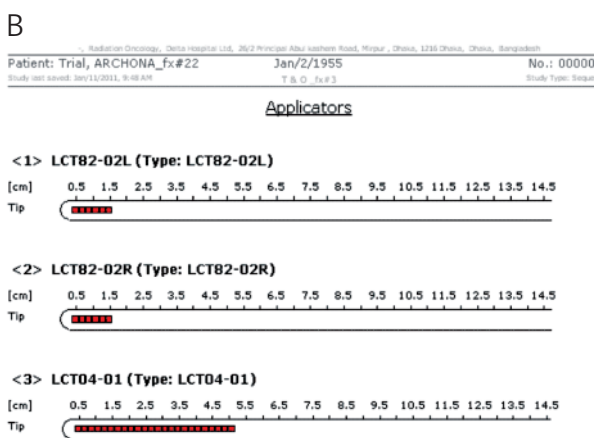 B
-, Radiation Oncology, Delta Hospital Ltd, 26/2 Principal Abul kashem Road, Mirpur , Dhaka, 1216 Dhaka, Dhaka, Bangladesh
Patient: Trial, ARCHONA_fx#22 Jan/2/1955 No.: 00000
Study last saved: Jan/11/2011, 9:48 AM T & O _fx#3 Study Type: Seque
Applicators
<1> LCT82-02L (Type: LCT82-02L)
[cm] 0.5 1.5 2.5 3.5 4.5 5.5 6.5 7.5 8.5 9.5 10.5 11.5 12.5 13.5 14.5
Tip
<2> LCT82-02R (Type: LCT82-02R)
[cm] 0.5 1.5 2.5 3.5 4.5 5.5 6.5 7.5 8.5 9.5 10.5 11.5 12.5 13.5 14.5
Tip
<3> LCT04-01 (Type: LCT04-01)
[cm] 0.5 1.5 2.5 3.5 4.5 5.5 6.5 7.5 8.5 9.5 10.5 11.5 12.5 13.5 14.5
Tip